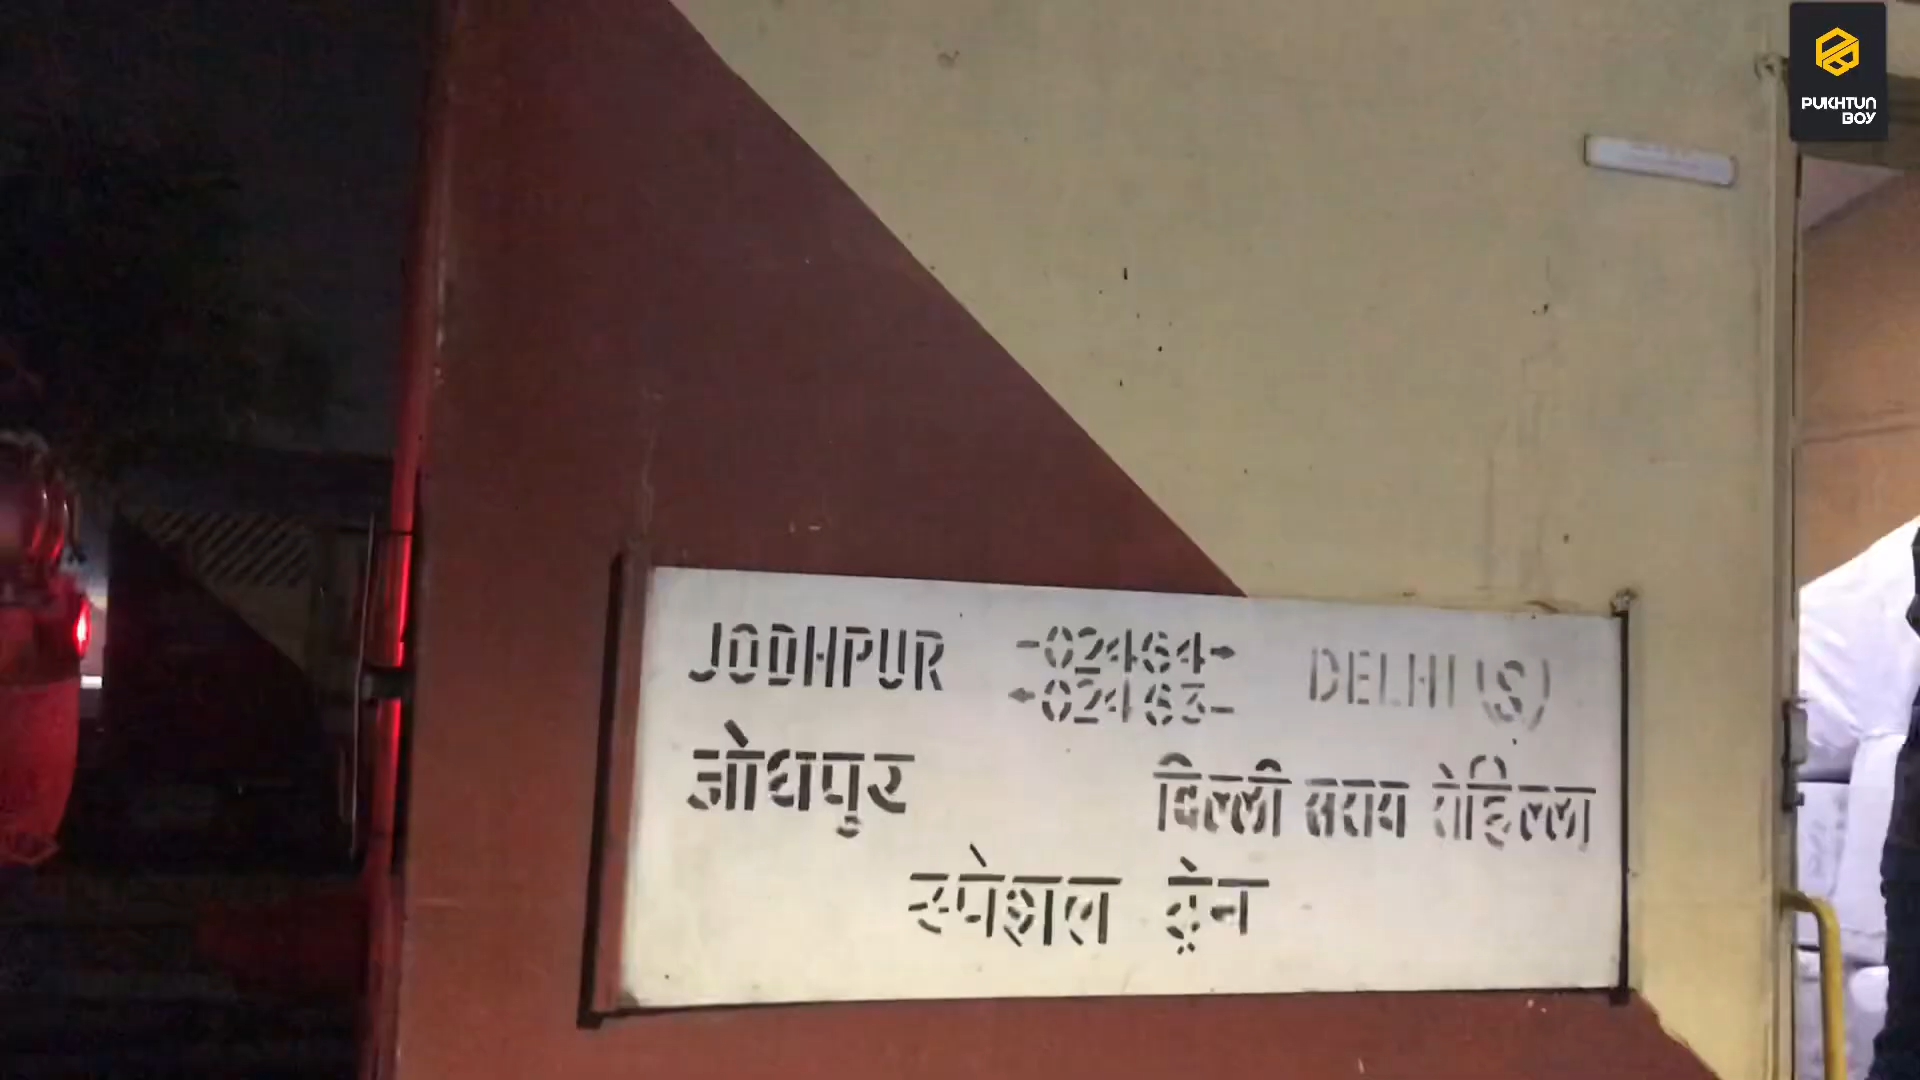 PUKHTUN
BOY
JODHPUR -02464→ DELHI (S)
←02463-
जोधपुर दिल्ली सराय रोहिल्ला
स्पेशल ट्रेन